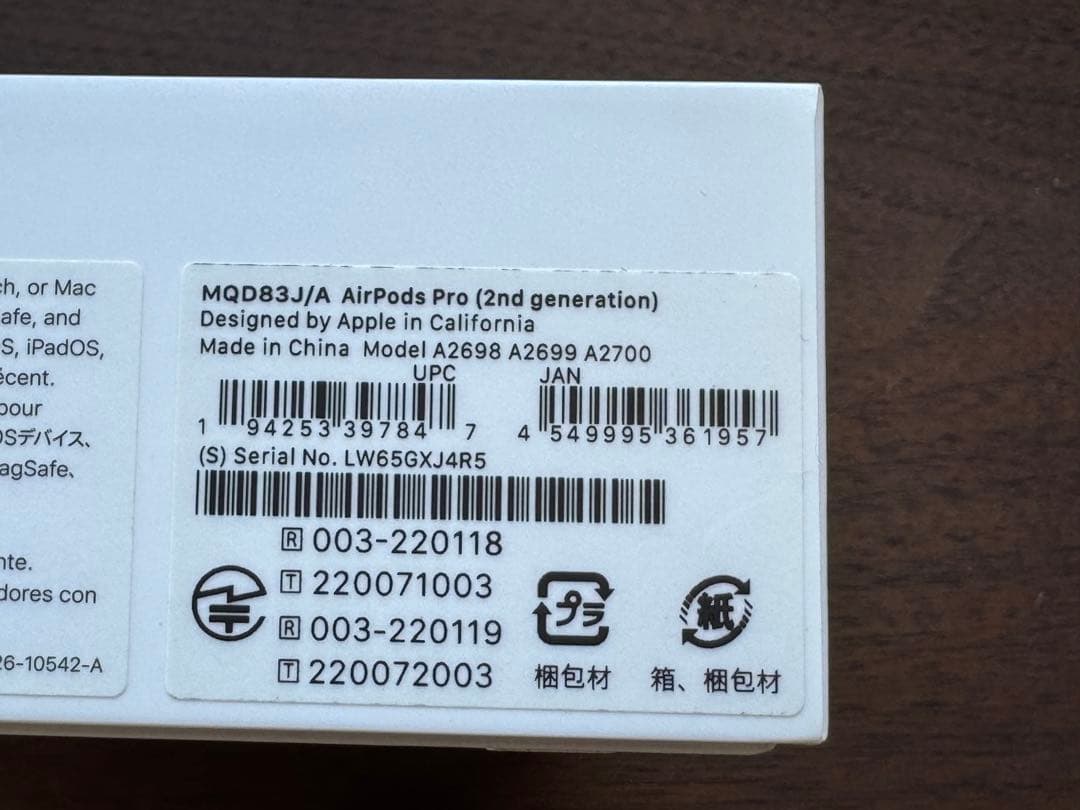 ch, or Mac
afe, and
S, iPadOS,
écent.
pour
OSデバイス、
agSafe、
nte.
dores con
26-10542-A
MQD83J/A AirPods Pro (2nd generation)
Designed by Apple in California
Made in China Model A2698 A2699 A2700
UPC JAN
1 94253 39784 7 4 549995 361957
(S) Serial No. LW65GXJ4R5
R 003-220118
T 220071003
R 003-220119
T 220072003
プラ
梱包材
紙
箱、梱包材